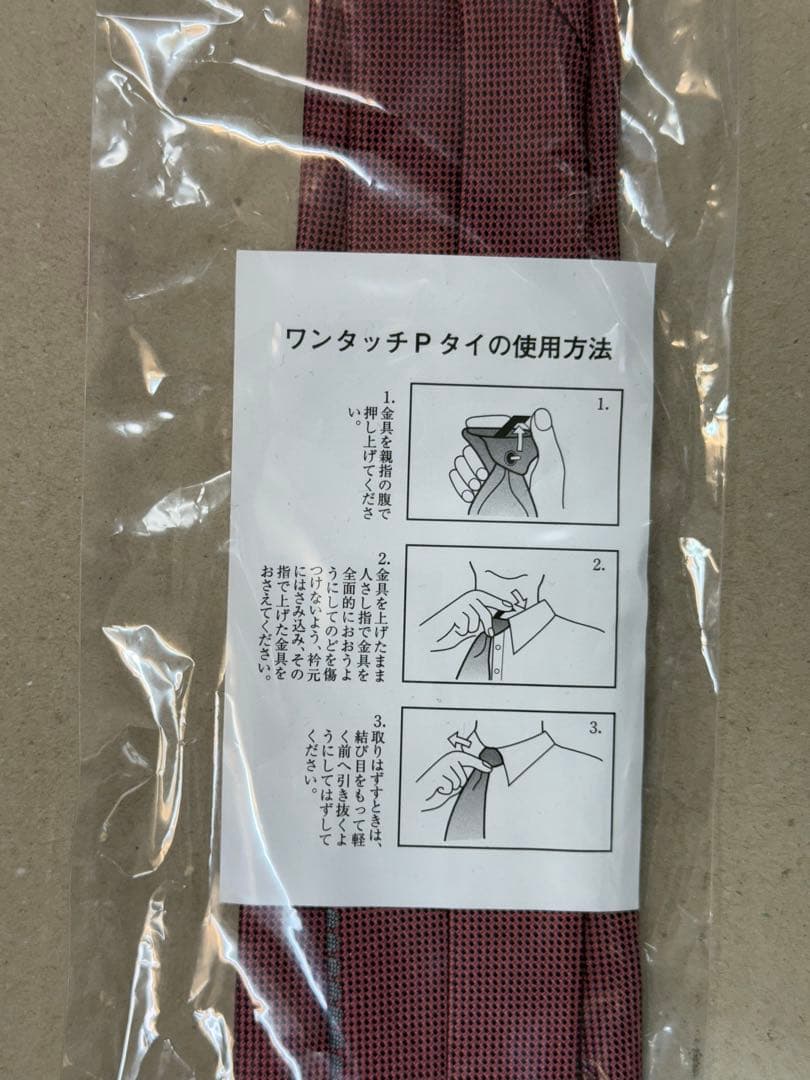 ワンタッチPタイの使用方法
1.
金具を親指の腹で
押し上げてくださ
い。
1.
2.
金具を上げたまま
人さし指で金具を
全面的におおうよ
うにしてのどを傷
つけないよう、衿元
にはさみ込み、その
指で上げた金具を
おさえてください。
2.
3.
取りはずすときは、
結び目をもって軽
く前へ引き抜くよ
うにしてはずして
ください。
3.